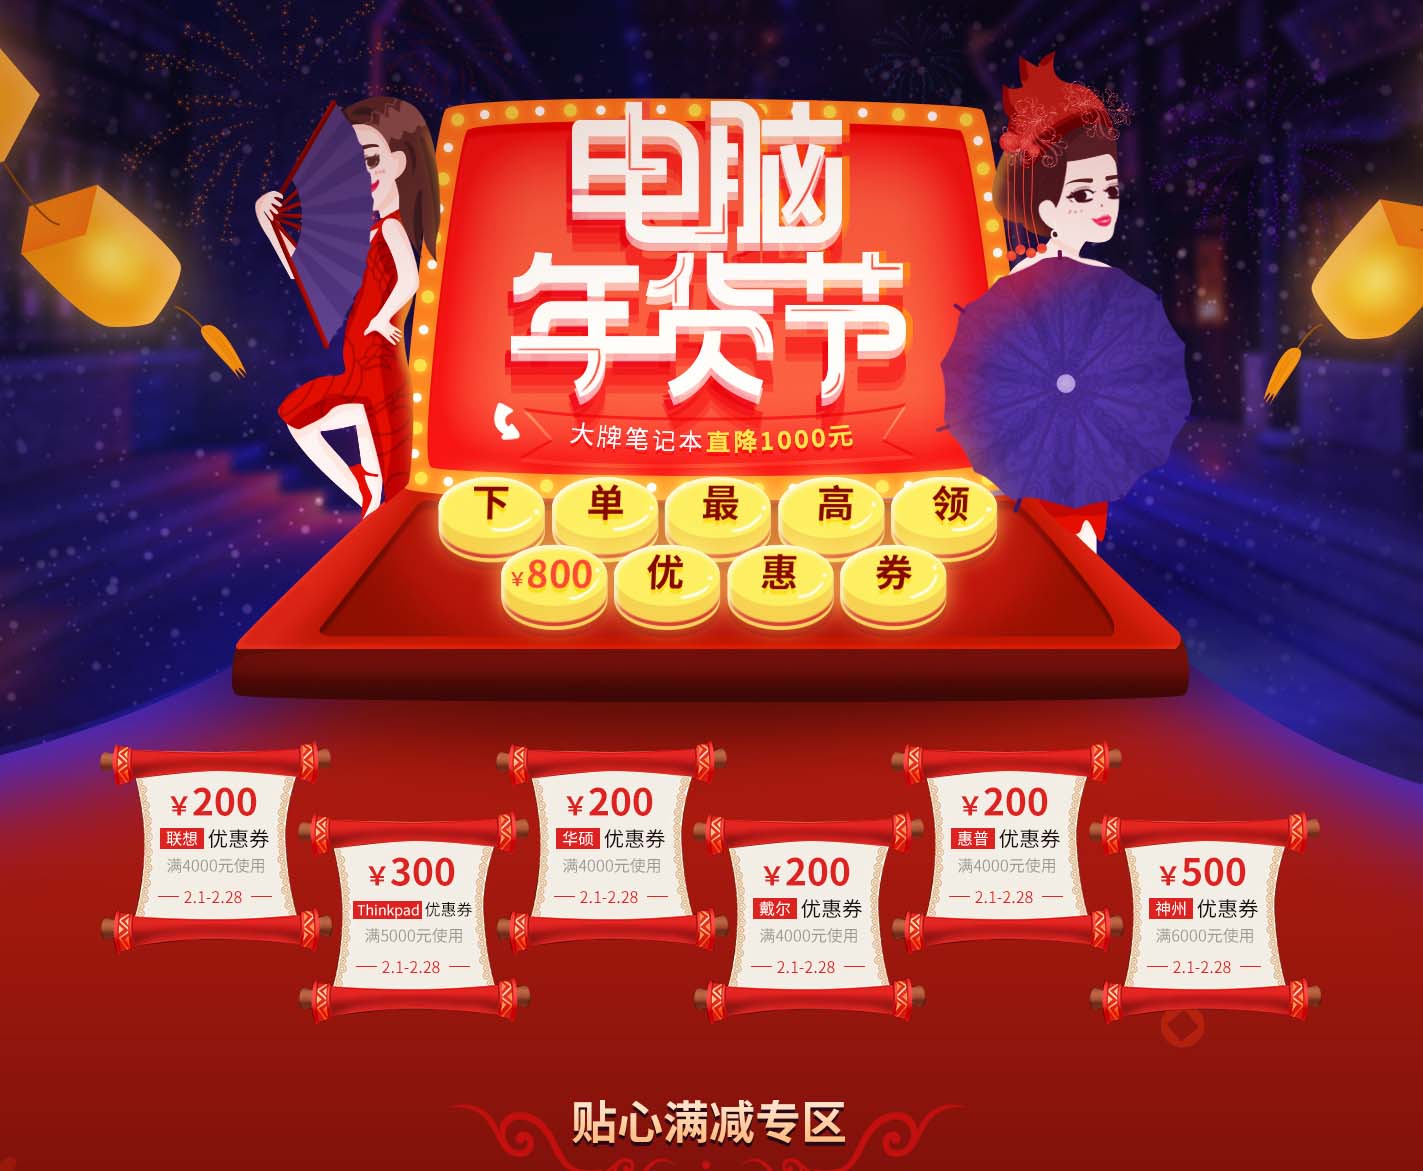 电脑
年货节
大牌笔记本直降1000元
下单最高领
¥800优惠券
¥200
联想 优惠券
满4000元使用
2.1-2.28
¥300
Thinkpad 优惠券
满5000元使用
2.1-2.28
¥200
华硕 优惠券
满4000元使用
2.1-2.28
¥200
戴尔 优惠券
满4000元使用
2.1-2.28
¥200
惠普 优惠券
满4000元使用
2.1-2.28
¥500
神州 优惠券
满6000元使用
2.1-2.28
贴心满减专区